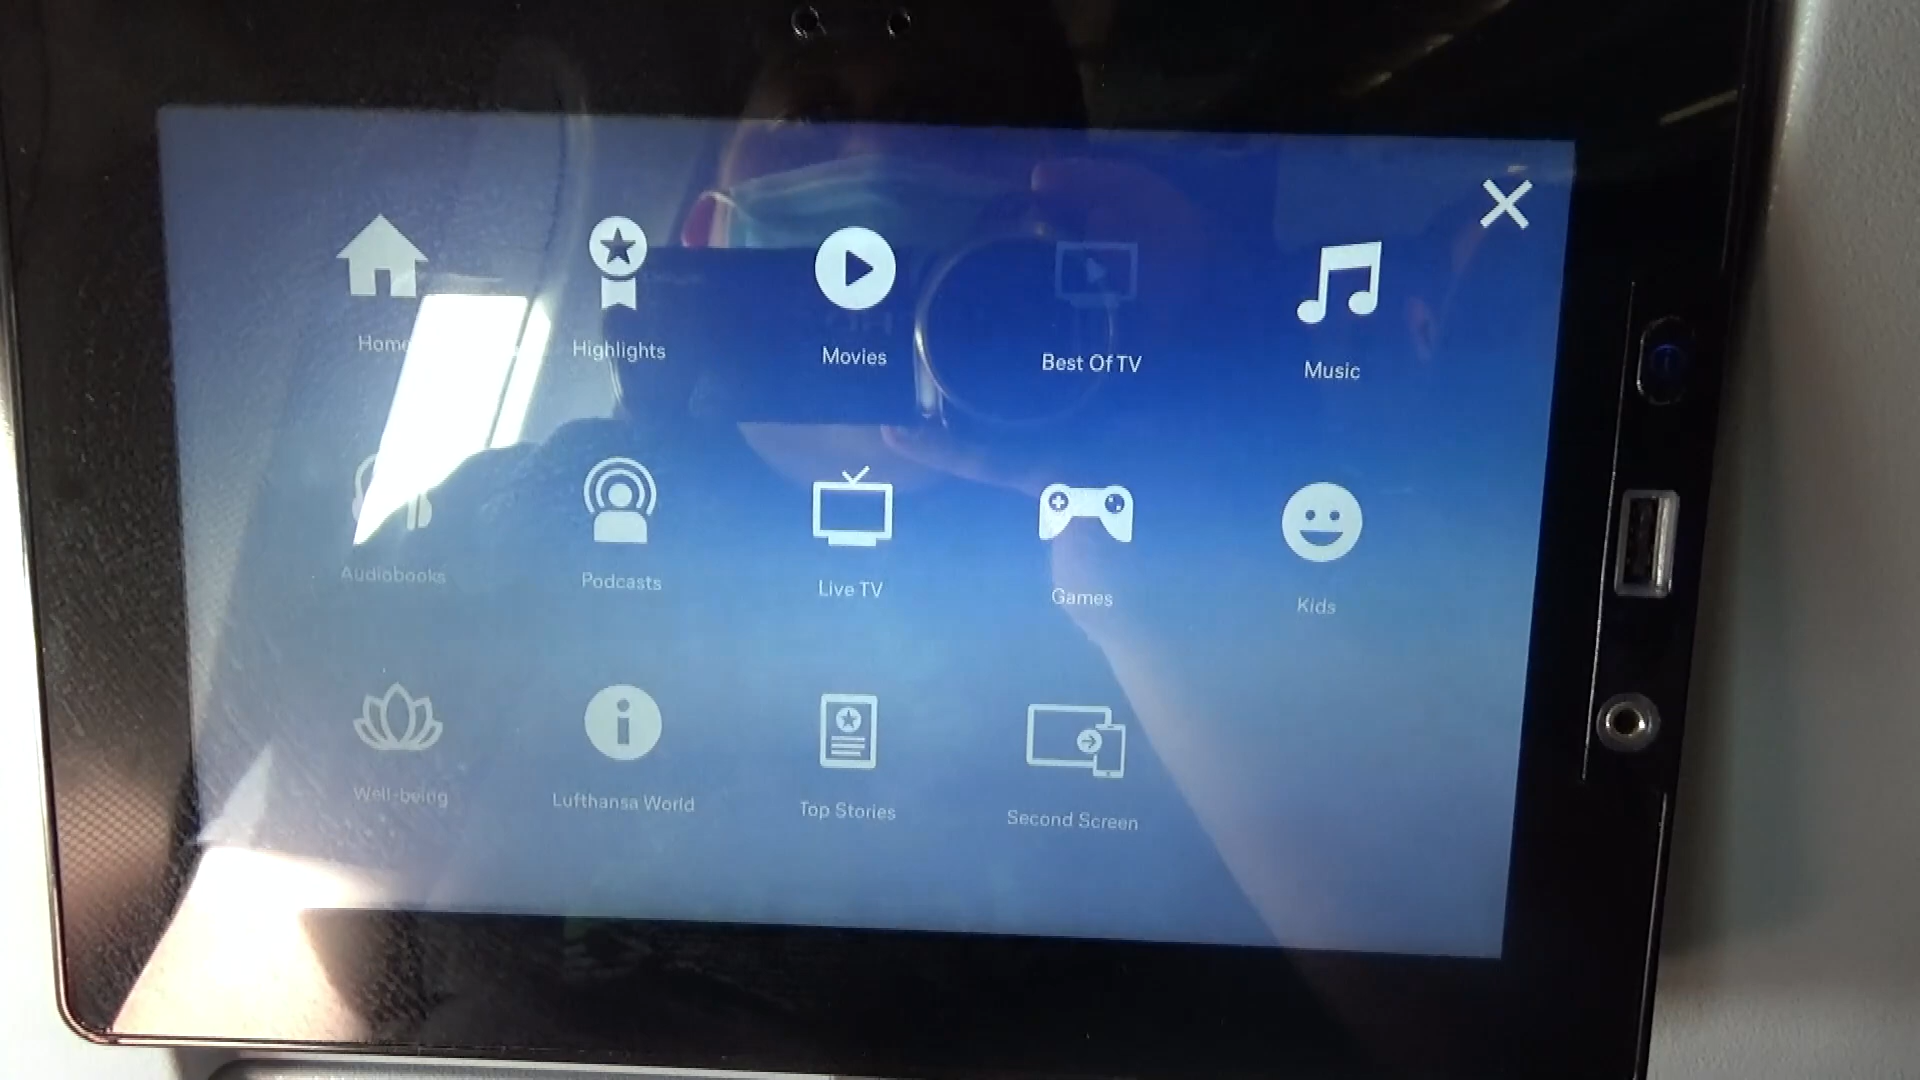 Home
Highlights
Movies
Best Of TV
Music
Audiobooks
Podcasts
Live TV
Games
Kids
Well-being
Lufthansa World
Top Stories
Second Screen